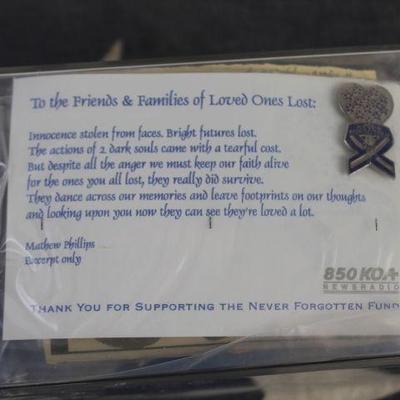 To the Friends & Families of Loved Ones Lost:
Innocence stolen from faces. Bright futures lost.
The actions of 2 dark souls came with a tearful cost.
But despite all the anger we must keep our faith alive
for the ones you all lost, they really did survive.
They dance across our memories and leave footprints on our thoughts
and looking upon you now they can see they're loved a lot.
Mathew Phillips
Excerpt only
850 KOA
NEWSRADIO
THANK YOU FOR SUPPORTING THE NEVER FORGOTTEN FUND